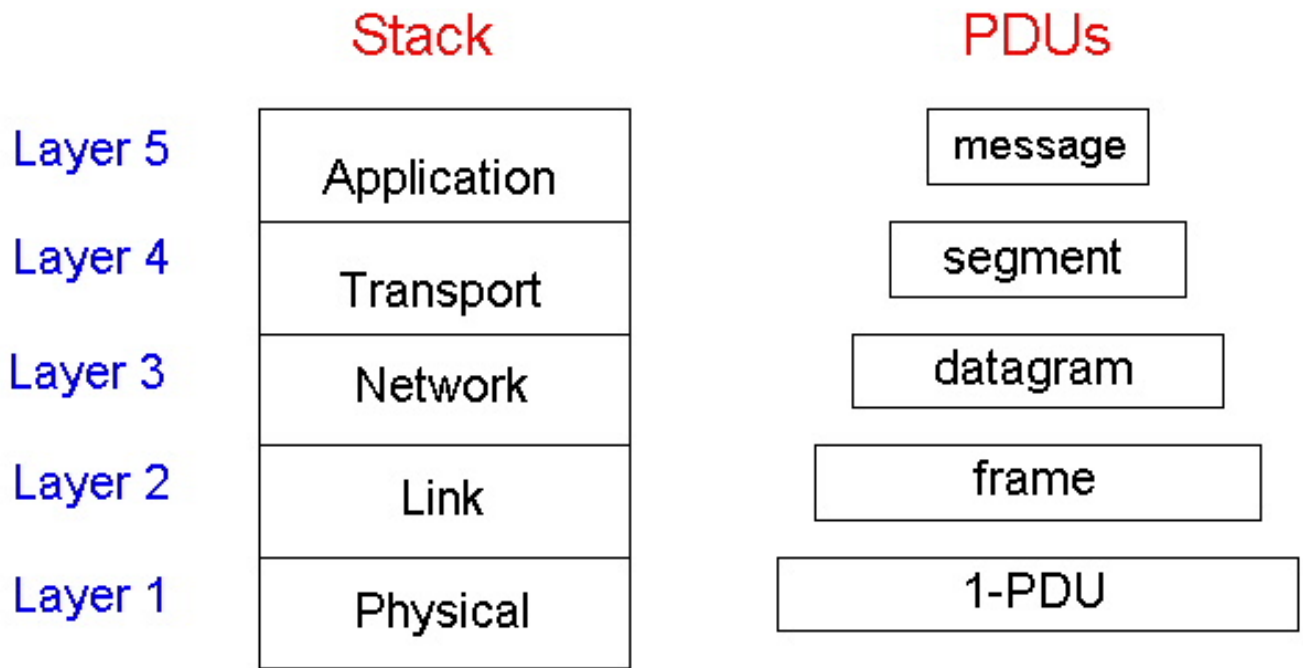 Stack PDUs
Layer 5 Application message
Layer 4 Transport segment
Layer 3 Network datagram
Layer 2 Link frame
Layer 1 Physical 1-PDU